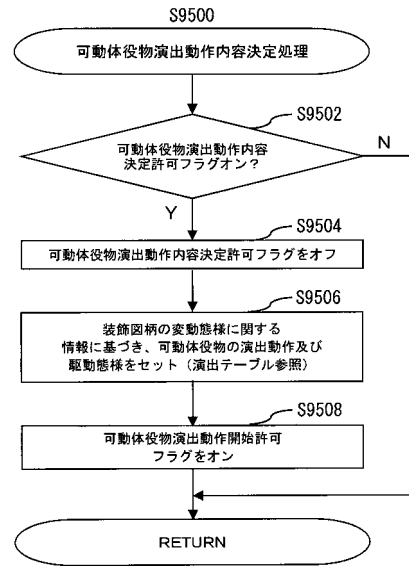 S9500
可動体役物演出動作内容決定処理
S9502
可動体役物演出動作内容
決定許可フラグオン？
N
Y
S9504
可動体役物演出動作内容決定許可フラグをオフ
S9506
装飾図柄の変動態様に関する
情報に基づき、可動体役物の演出動作及び
駆動態様をセット（演出テーブル参照）
S9508
可動体役物演出動作開始許可
フラグをオン
RETURN